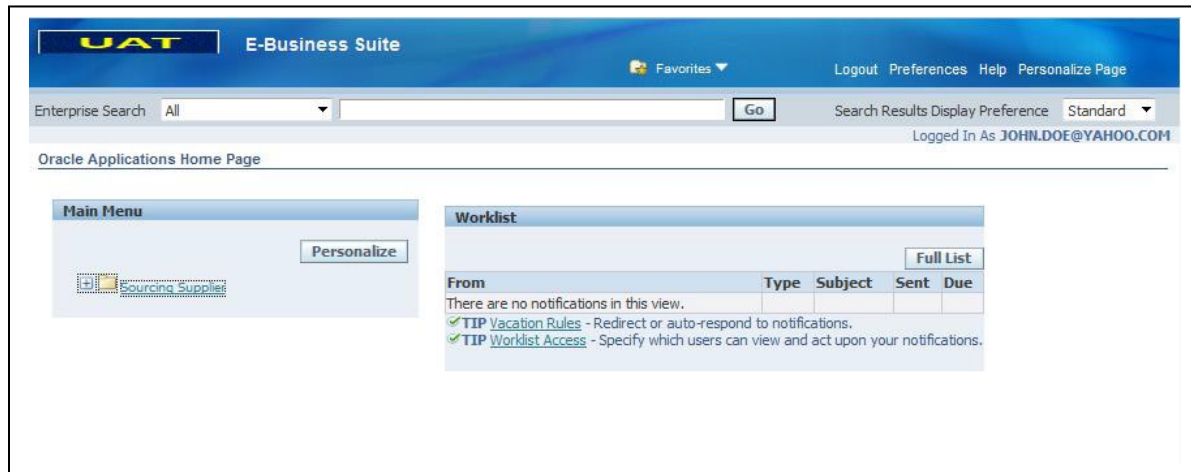 UAT E-Business Suite
Favorites Logout Preferences Help Personalize Page
Enterprise Search All Go Search Results Display Preference Standard
Logged In As JOHN.DOE@YAHOO.COM
Oracle Applications Home Page
Main Menu
Personalize
Sourcing Supplier
Worklist
Full List
From Type Subject Sent Due
There are no notifications in this view.
TIP Vacation Rules - Redirect or auto-respond to notifications.
TIP Worklist Access - Specify which users can view and act upon your notifications.